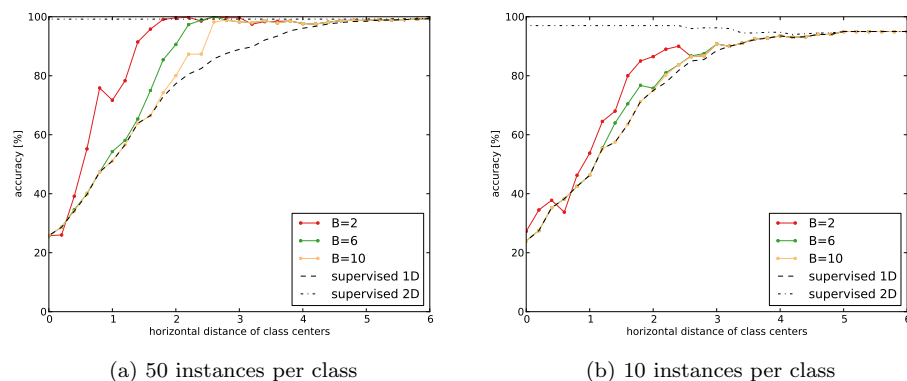 100
80
60
40
20
0
accuracy [%]
B=2
B=6
B=10
supervised 1D
supervised 2D
0 1 2 3 4 5 6
horizontal distance of class centers
(a) 50 instances per class
100
80
60
40
20
0
accuracy [%]
B=2
B=6
B=10
supervised 1D
supervised 2D
0 1 2 3 4 5 6
horizontal distance of class centers
(b) 10 instances per class